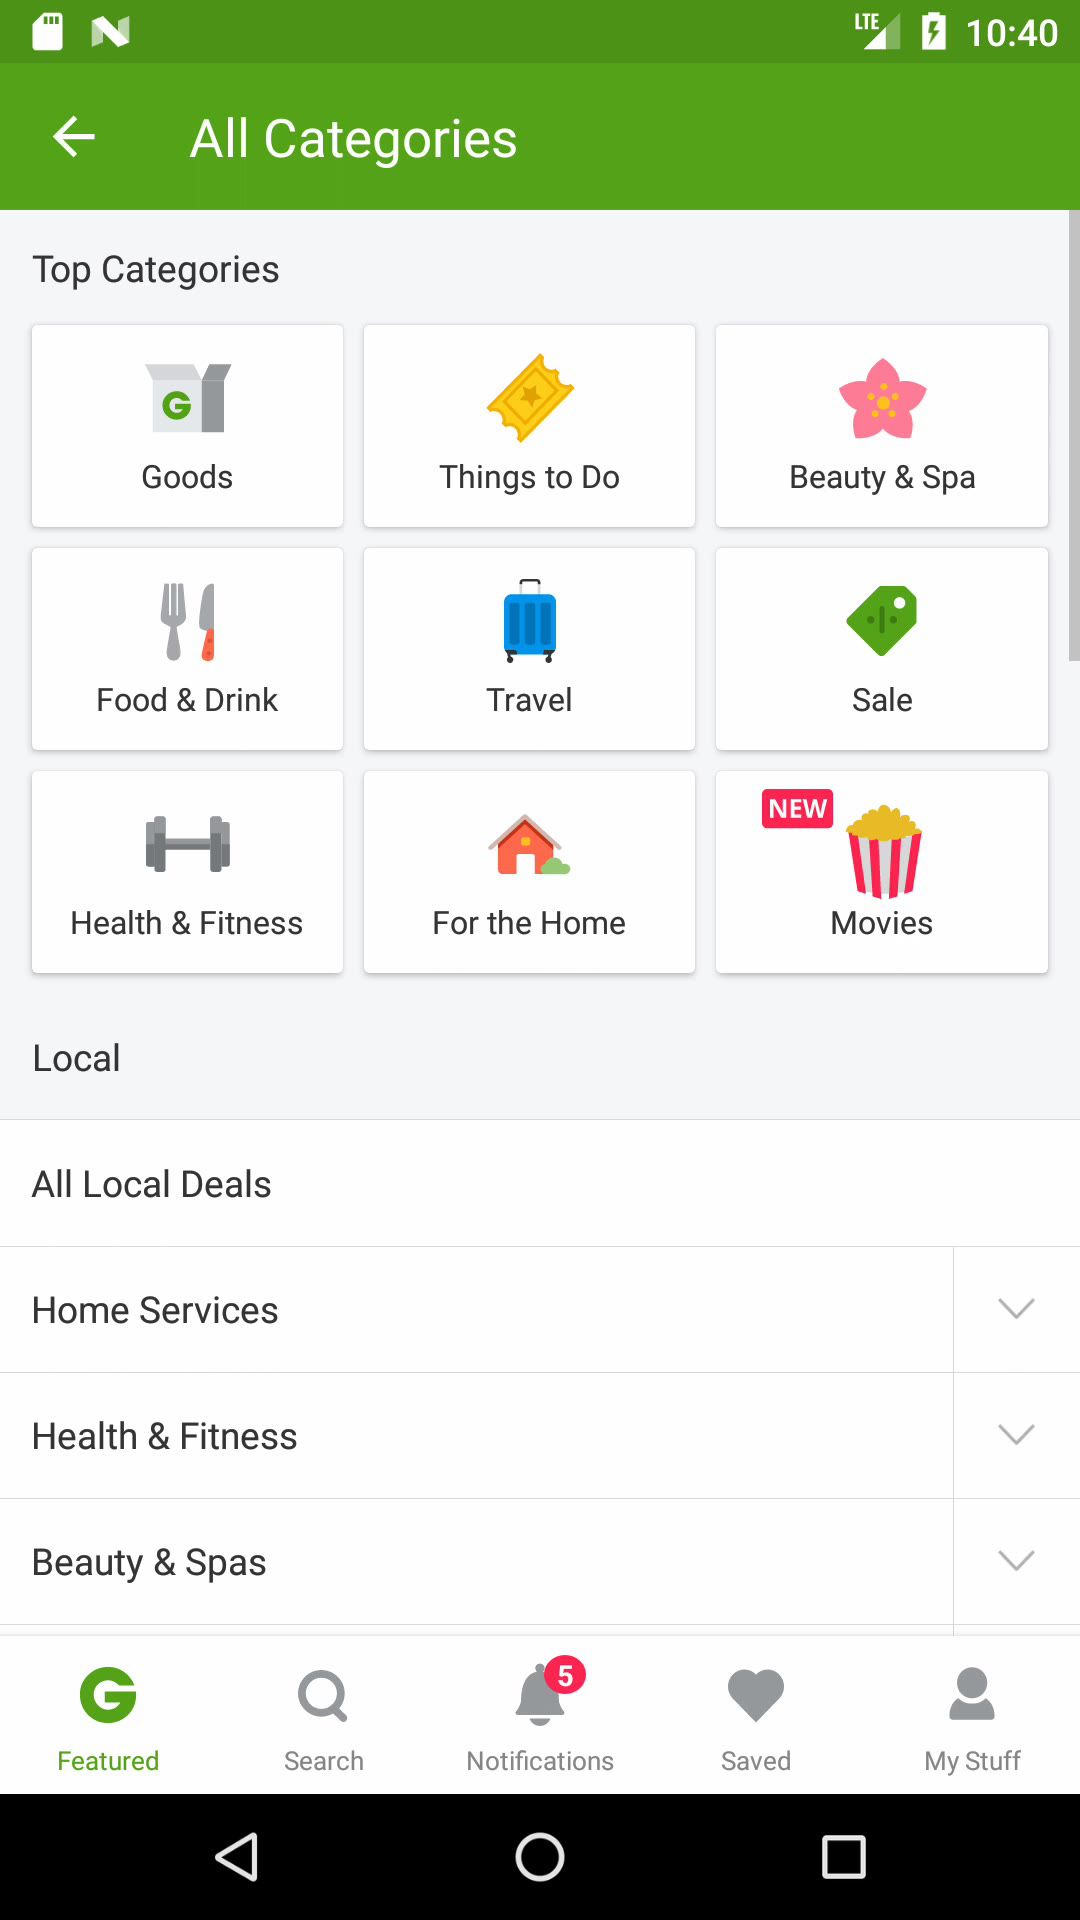 LTE 10:40
All Categories
Top Categories
Goods
Things to Do
Beauty & Spa
Food & Drink
Travel
Sale
Health & Fitness
For the Home
NEW
Movies
Local
All Local Deals
Home Services
Health & Fitness
Beauty & Spas
5
Featured
Search
Notifications
Saved
My Stuff